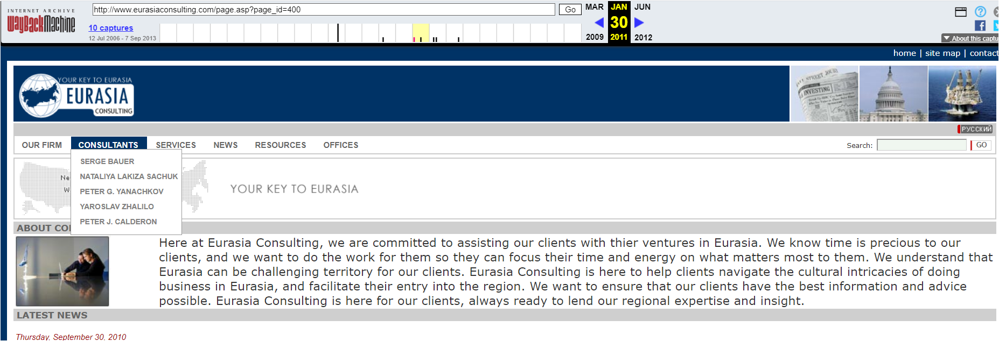 INTERNET ARCHIVE
WayBackMachine
http://www.eurasiaconsulting.com/page.asp?page_id=400
Go
MAR
JAN
JUN
10 captures
30
12 Jul 2006 - 7 Sep 2013
2009
2011
2012
About this captu
home | site map | contact
YOUR KEY TO EURASIA
EURASIA
CONSULTING
STREET JOUR
INVESTING
РУССКИЙ
OUR FIRM
CONSULTANTS
SERVICES
NEWS
RESOURCES
OFFICES
Search:
GO
SERGE BAUER
NATALIYA LAKIZA SACHUK
PETER G. YANACHKOV
YAROSLAV ZHALILO
PETER J. CALDERON
Ne
W
YOUR KEY TO EURASIA
ABOUT CO
Here at Eurasia Consulting, we are committed to assisting our clients with thier ventures in Eurasia. We know time is precious to our
clients, and we want to do the work for them so they can focus their time and energy on what matters most to them. We understand that
Eurasia can be challenging territory for our clients. Eurasia Consulting is here to help clients navigate the cultural intricacies of doing
business in Eurasia, and facilitate their entry into the region. We want to ensure that our clients have the best information and advice
possible. Eurasia Consulting is here for our clients, always ready to lend our regional expertise and insight.
LATEST NEWS
Thursday, September 30, 2010